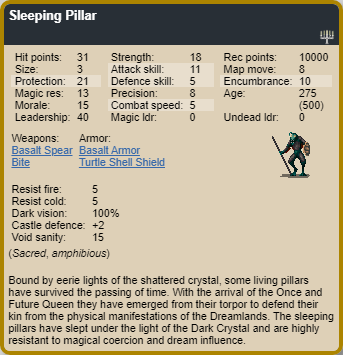 Sleeping Pillar
Hit points: 31 Strength: 18 Rec points: 10000
Size: 3 Attack skill: 11 Map move: 8
Protection: 21 Defence skill: 5 Encumbrance: 10
Magic res: 13 Precision: 8 Age: 275
Morale: 15 Combat speed: 5 (500)
Leadership: 40 Magic ldr: 0 Undead ldr: 0
Weapons: Armor:
Basalt Spear Basalt Armor
Bite Turtle Shell Shield
Resist fire: 5
Resist cold: 5
Dark vision: 100%
Castle defence: +2
Void sanity: 15
(Sacred, amphibious)
Bound by eerie lights of the shattered crystal, some living pillars
have survived the passing of time. With the arrival of the Once and
Future Queen they have emerged from their torpor to defend their
kin from the physical manifestations of the Dreamlands. The sleeping
pillars have slept under the light of the Dark Crystal and are highly
resistant to magical coercion and dream influence.